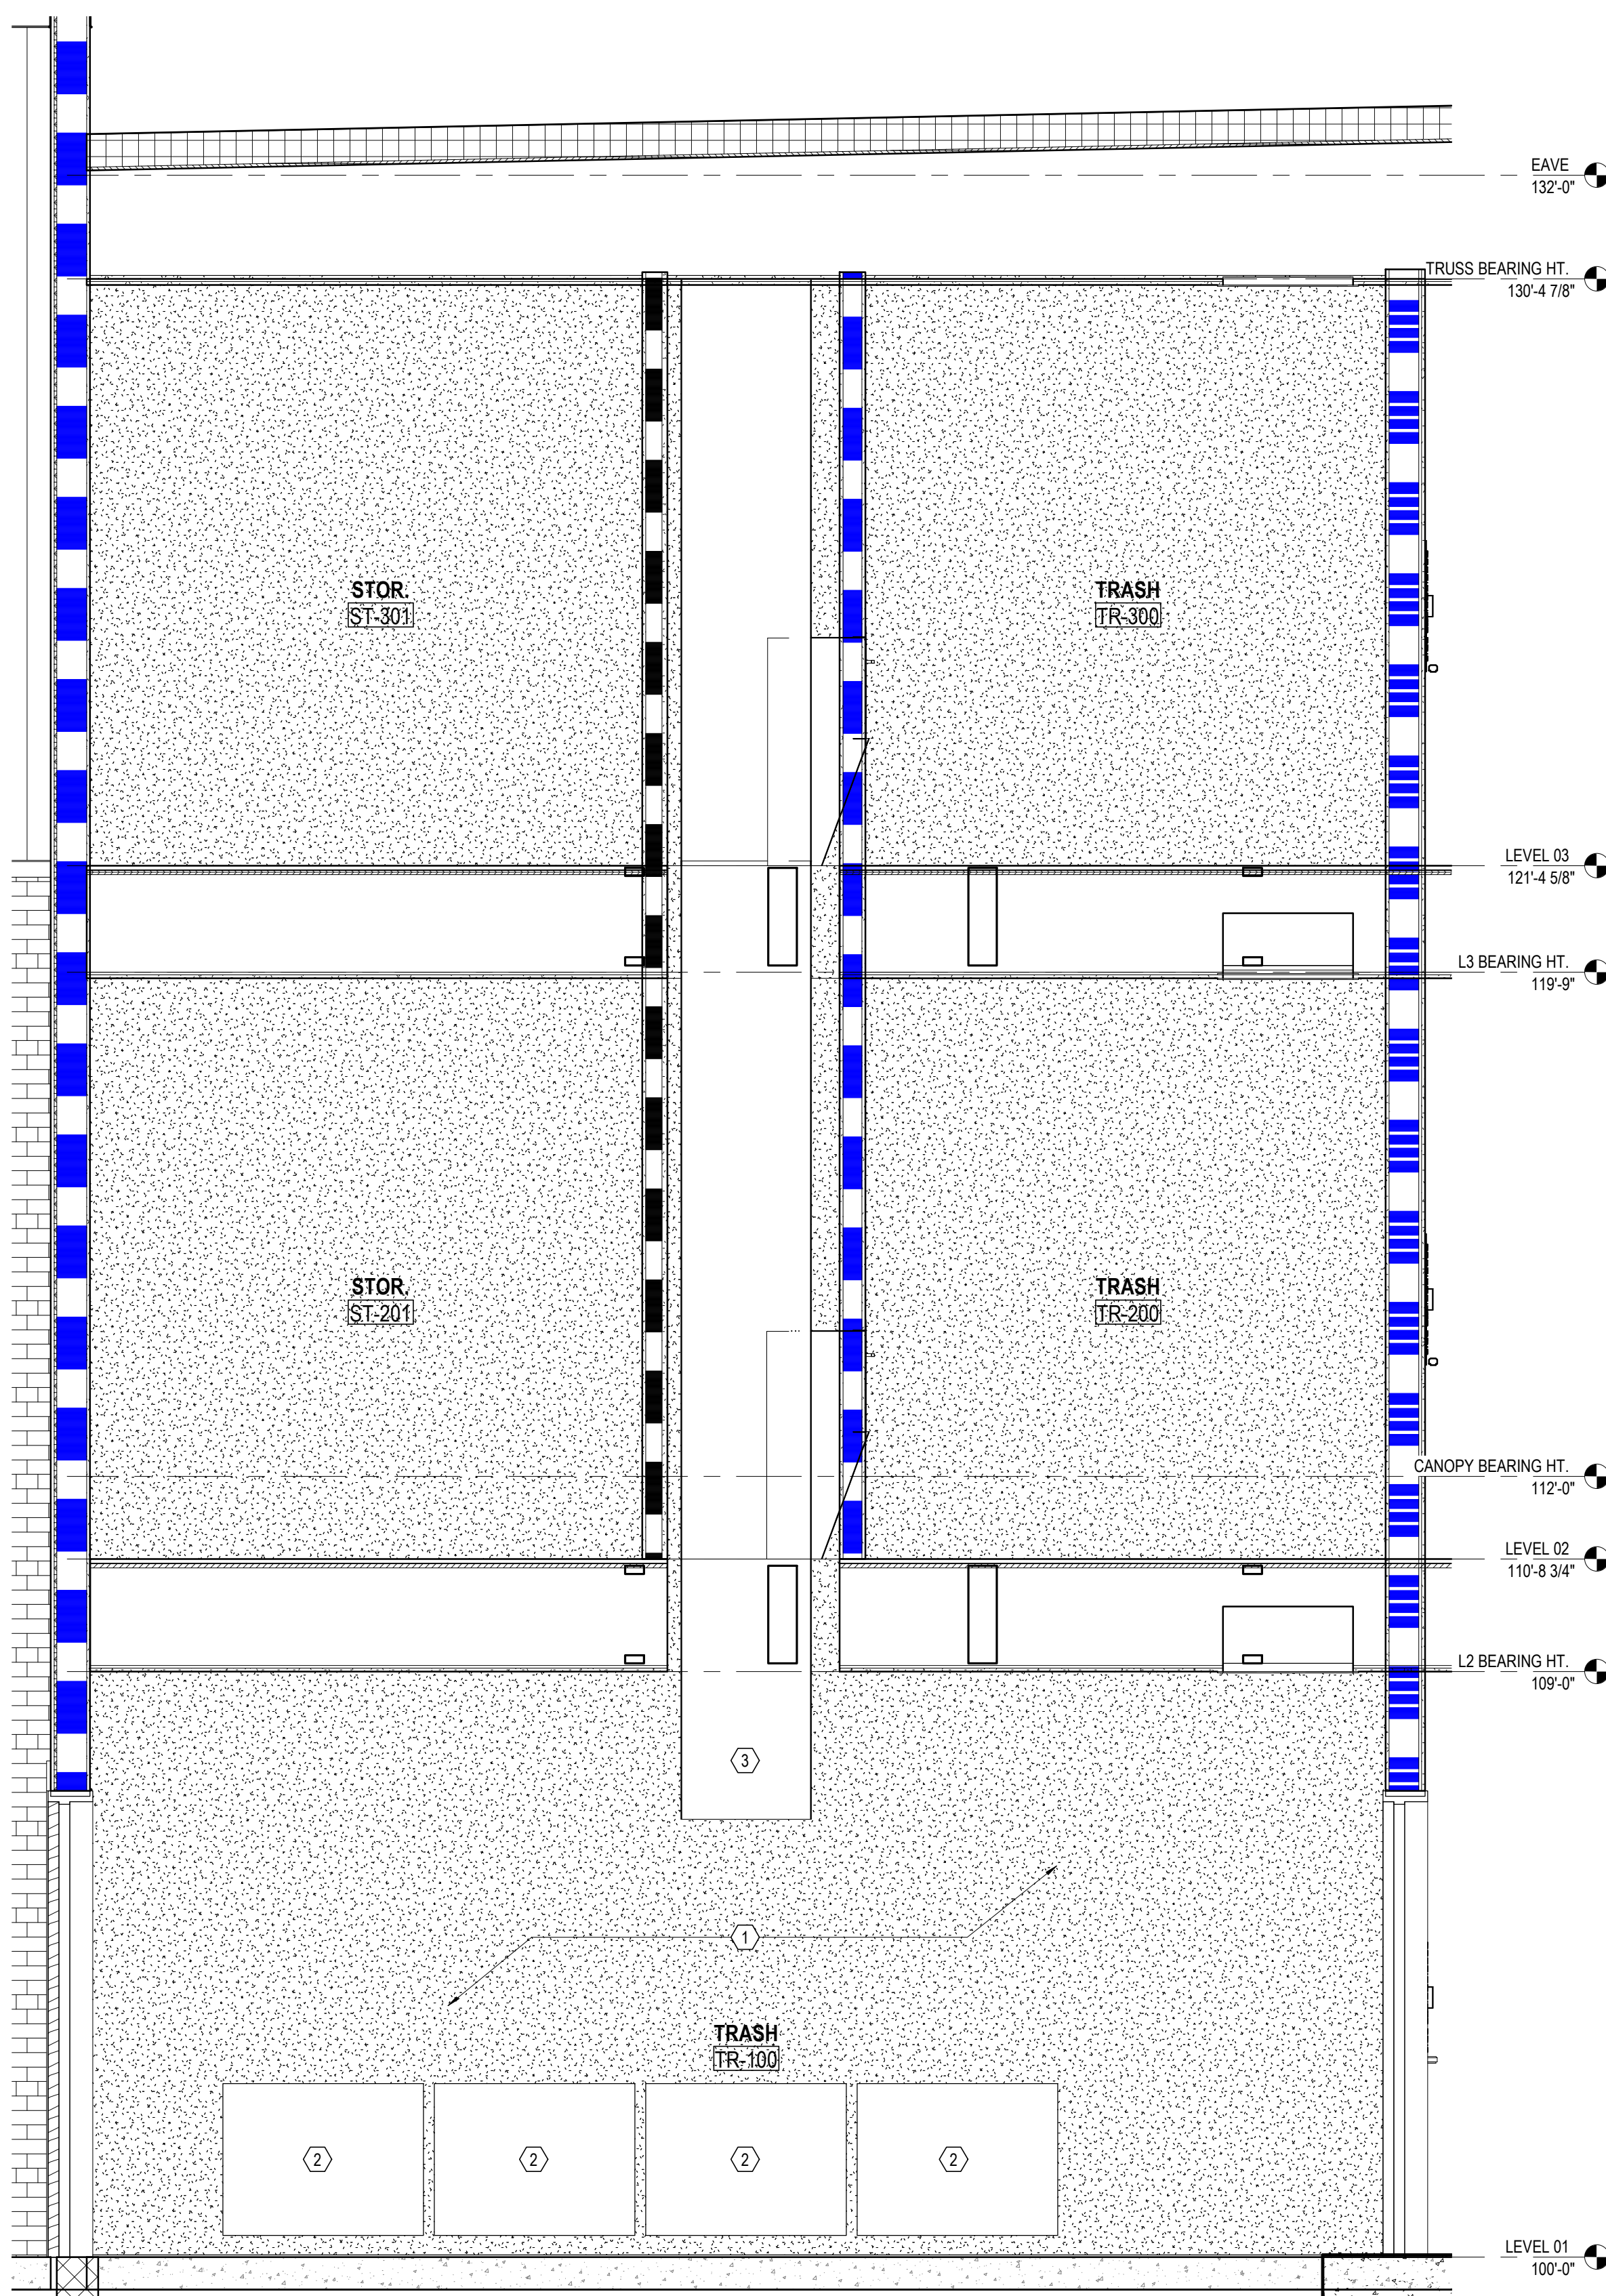 EAVE
132'-0"
TRUSS BEARING HT.
130'-4 7/8"
STOR.
ST-301
TRASH
TR-300
LEVEL 03
121'-4 5/8"
L3 BEARING HT.
119'-9"
STOR.
ST-201
TRASH
TR-200
CANOPY BEARING HT.
112'-0"
LEVEL 02
110'-8 3/4"
L2 BEARING HT.
109'-0"
3
1
TRASH
TR-100
2
2
2
2
LEVEL 01
100'-0"